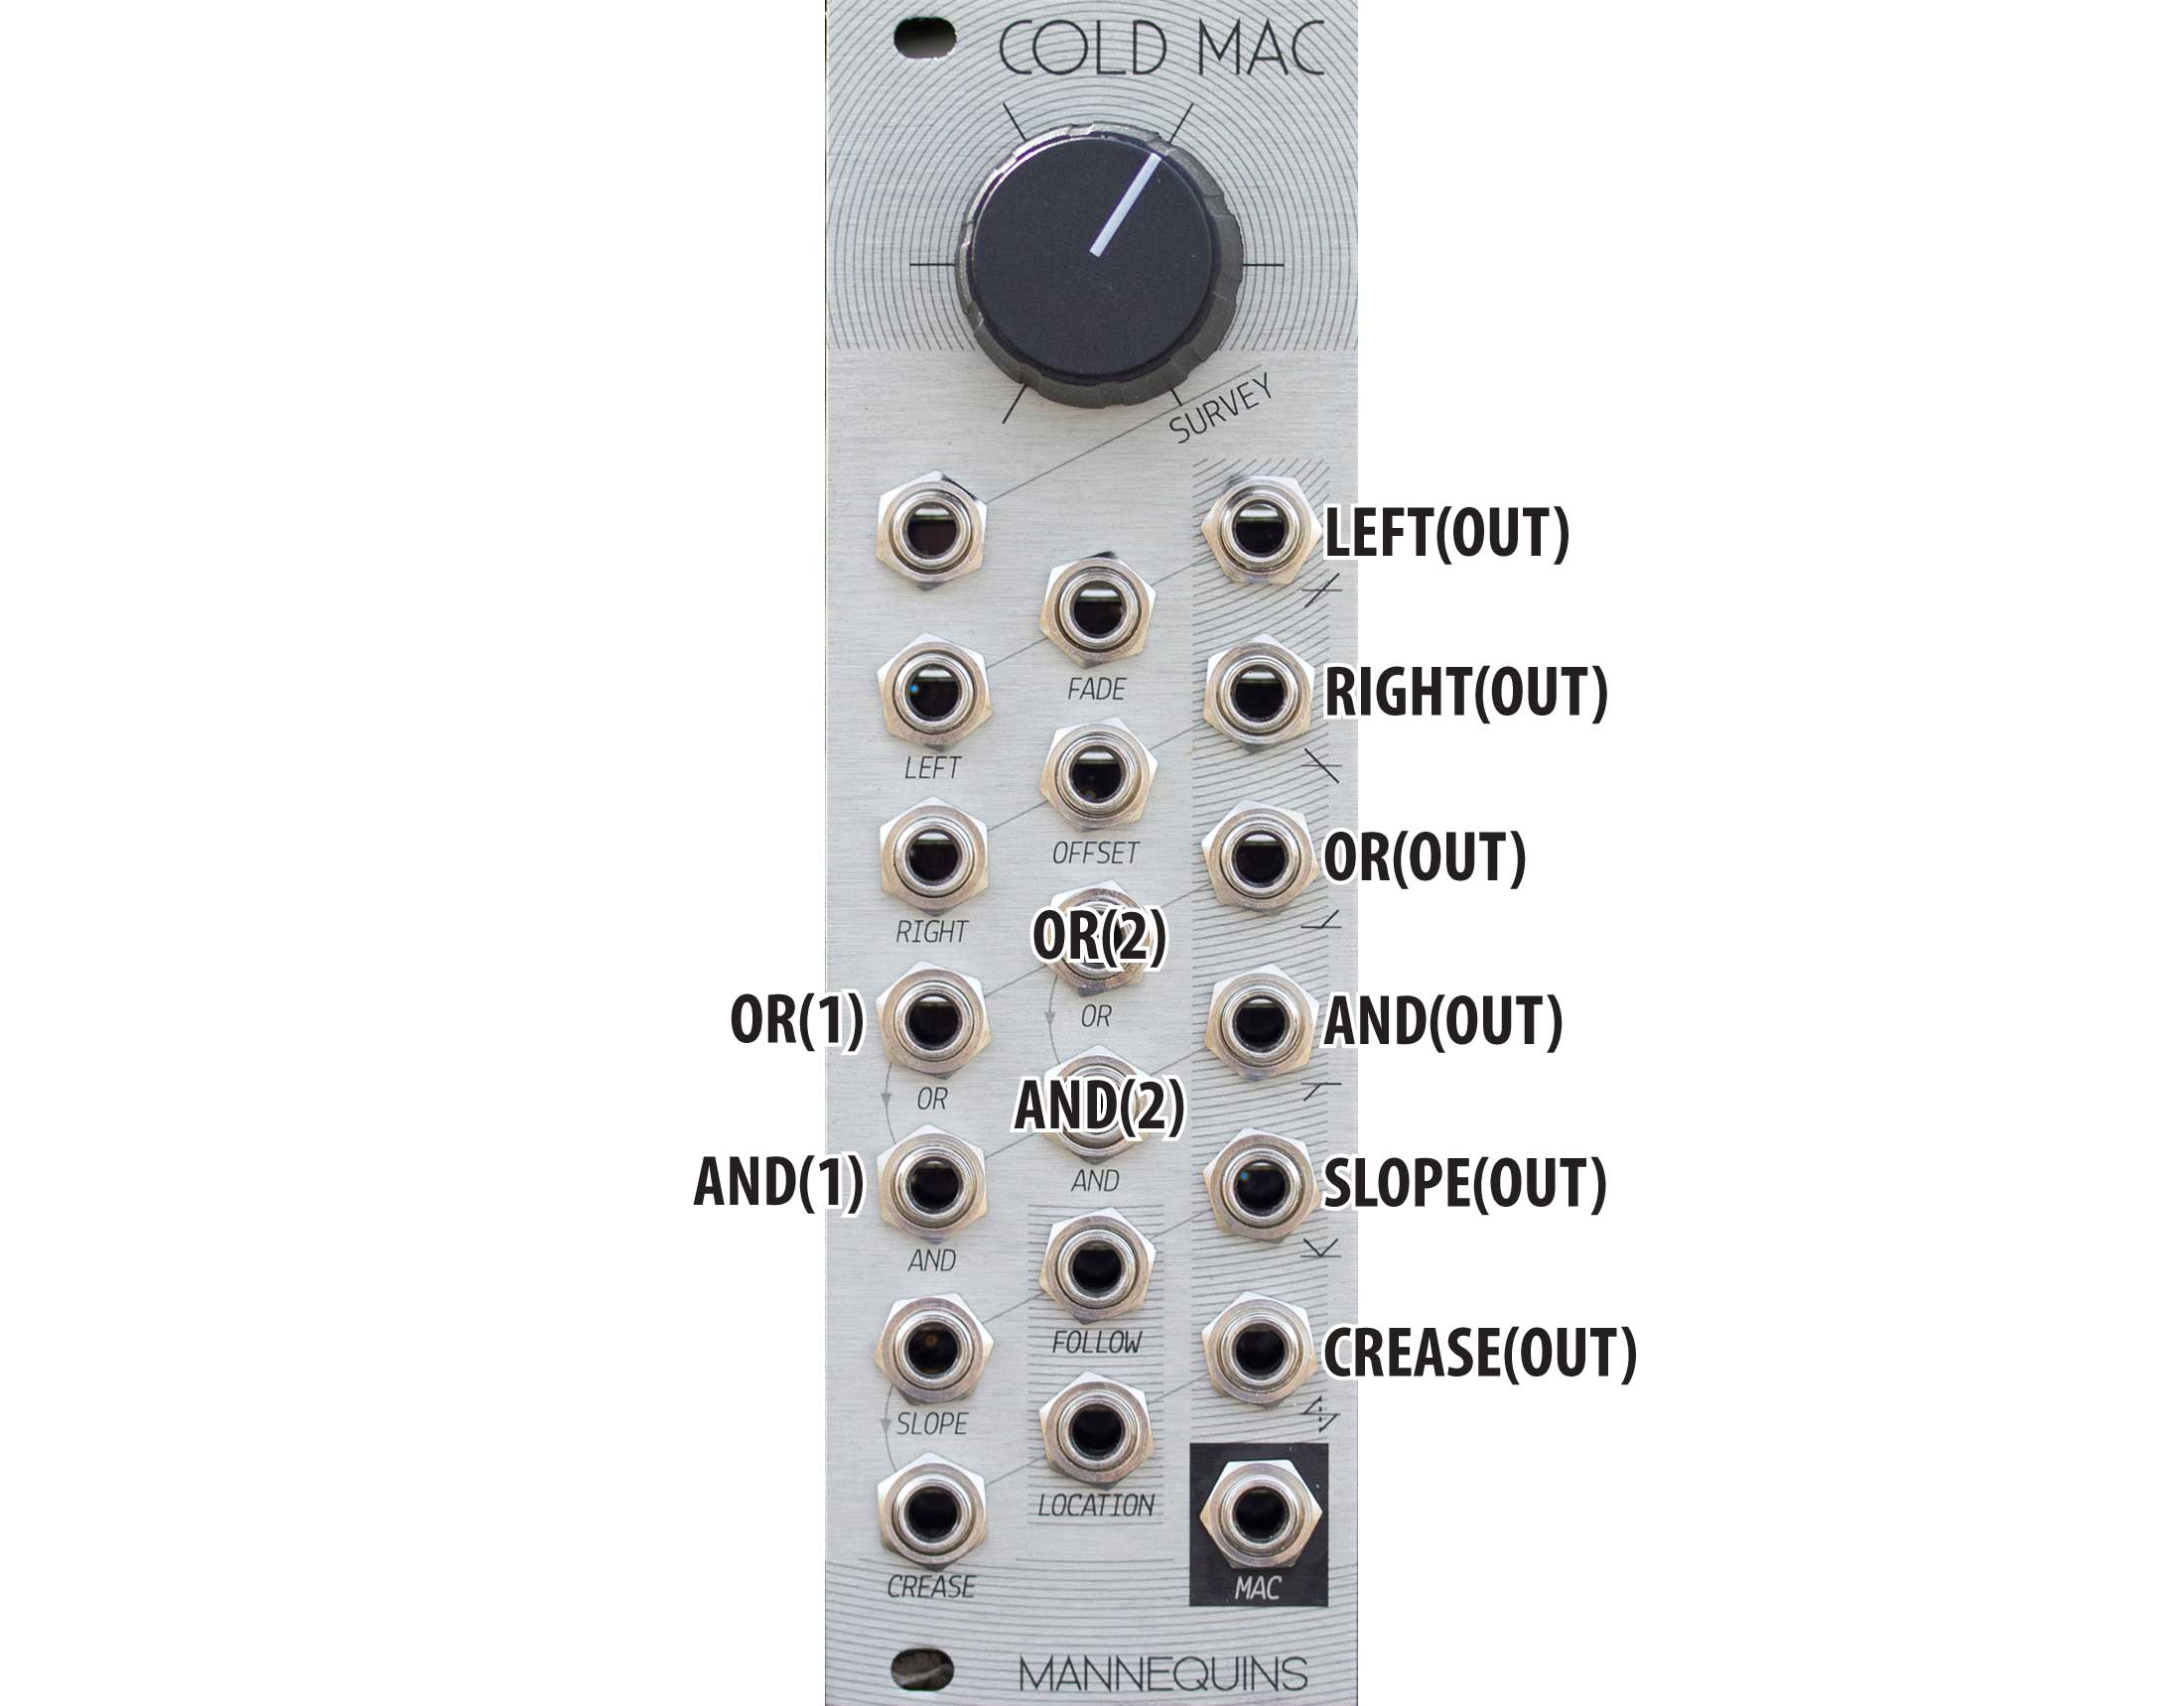 COLD MAC
SURVEY
LEFT(OUT)
FADE
RIGHT(OUT)
LEFT
OFFSET
OR(OUT)
RIGHT
OR(2)
OR
OR(1)
AND(OUT)
OR
AND(2)
AND
AND(1)
SLOPE(OUT)
AND
FOLLOW
CREASE(OUT)
SLOPE
LOCATION
CREASE
MAC
MANNEQUINS